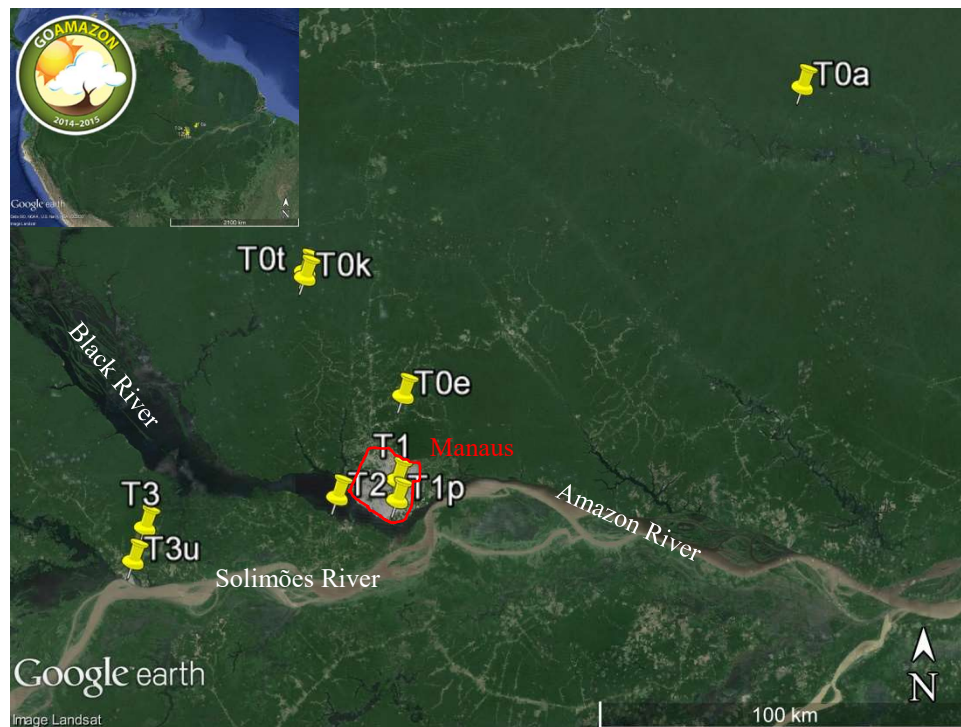 GOAMAZON
2014-2015
Google earth
2100 km
N
T0a
T0t
T0k
Black River
T0e
T1
Manaus
T2
T1p
T3
Amazon River
T3u
Solimões River
Google earth
N
100 km
Image Landsat